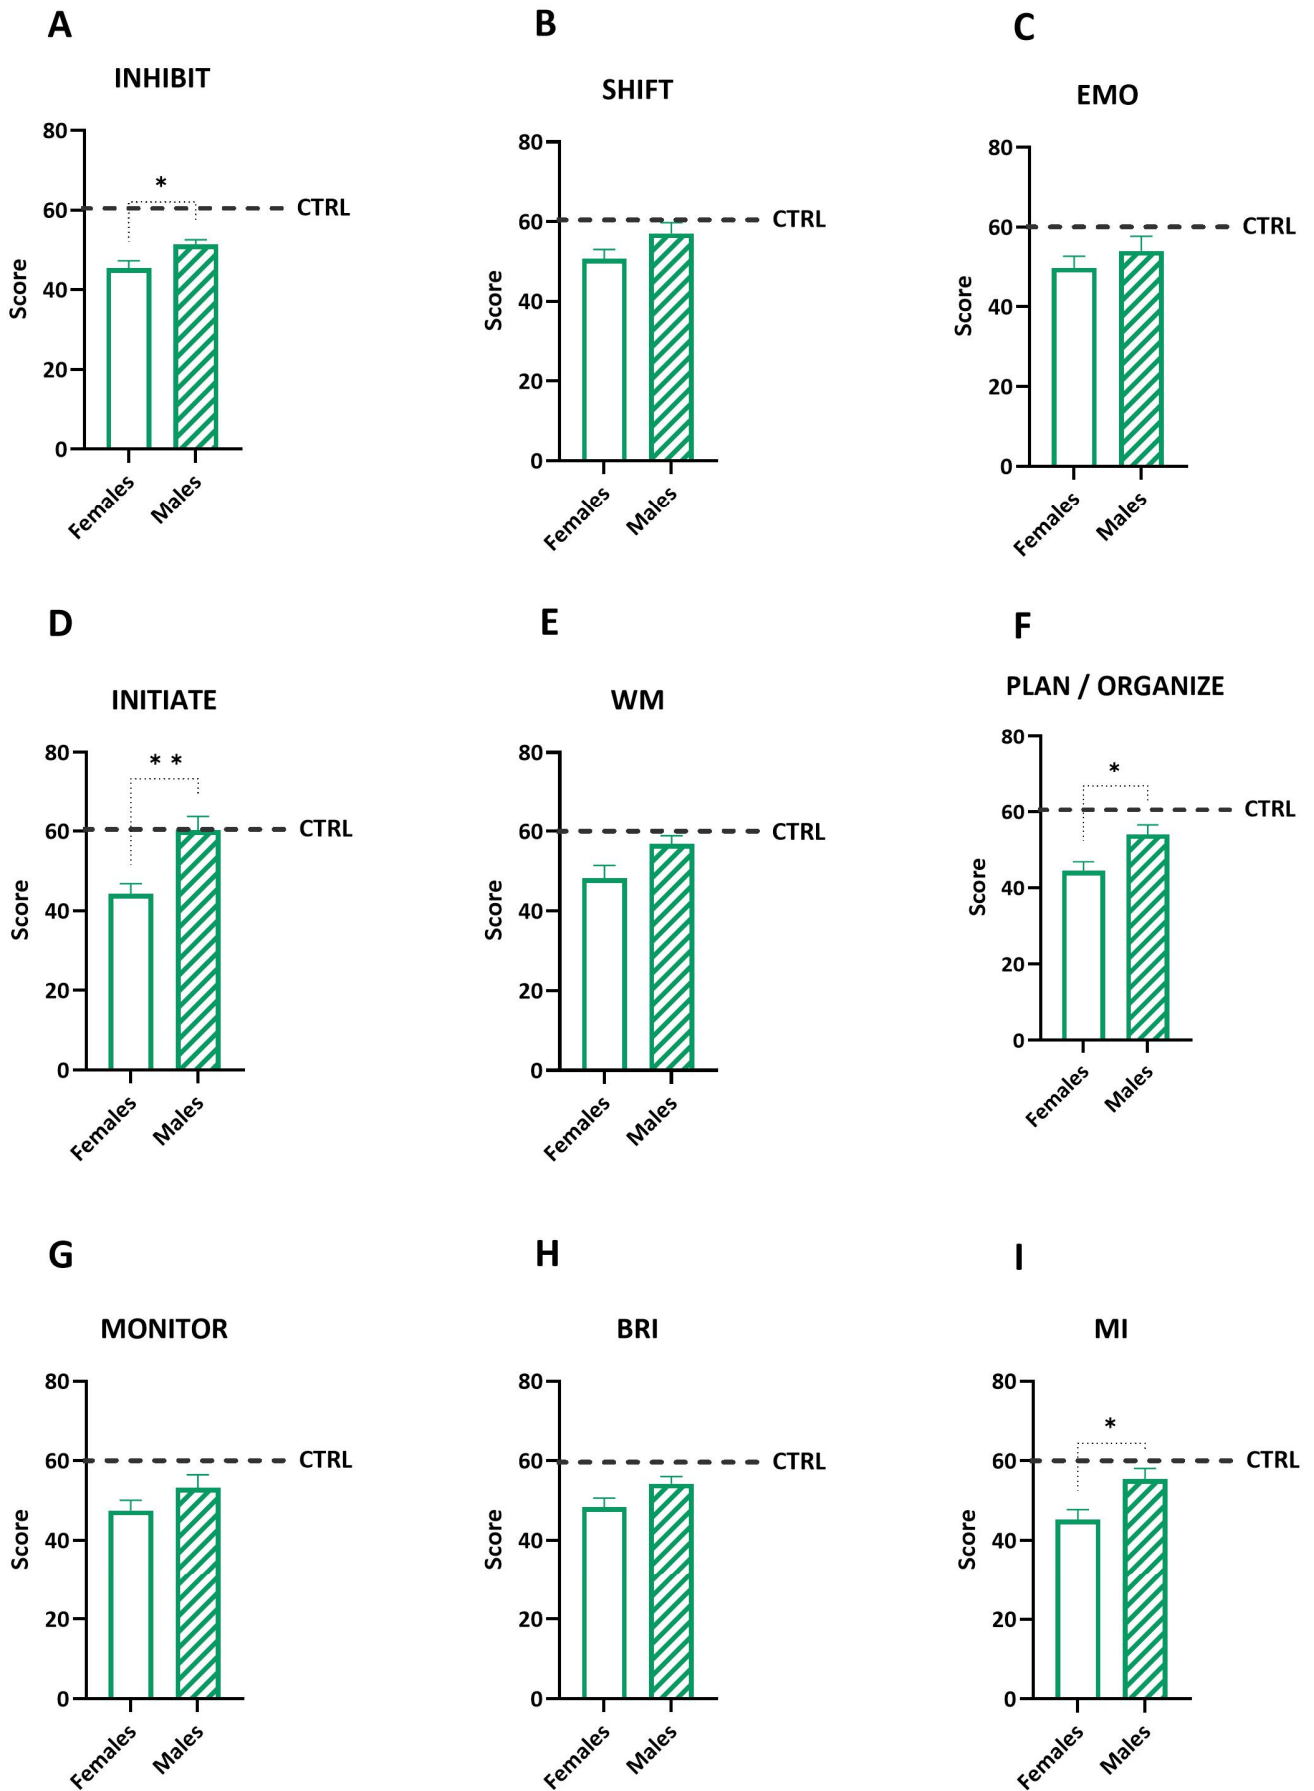 A
INHIBIT
80
60
40
20
0
Score
*
CTRL
Females
Males
B
SHIFT
80
60
40
20
0
Score
CTRL
Females
Males
C
EMO
80
60
40
20
0
Score
CTRL
Females
Males
D
INITIATE
80
60
40
20
0
Score
* *
CTRL
Females
Males
E
WM
80
60
40
20
0
Score
CTRL
Females
Males
F
PLAN / ORGANIZE
80
60
40
20
0
Score
*
CTRL
Females
Males
G
MONITOR
80
60
40
20
0
Score
CTRL
Females
Males
H
BRI
80
60
40
20
0
Score
CTRL
Females
Males
I
MI
80
60
40
20
0
Score
*
CTRL
Females
Males